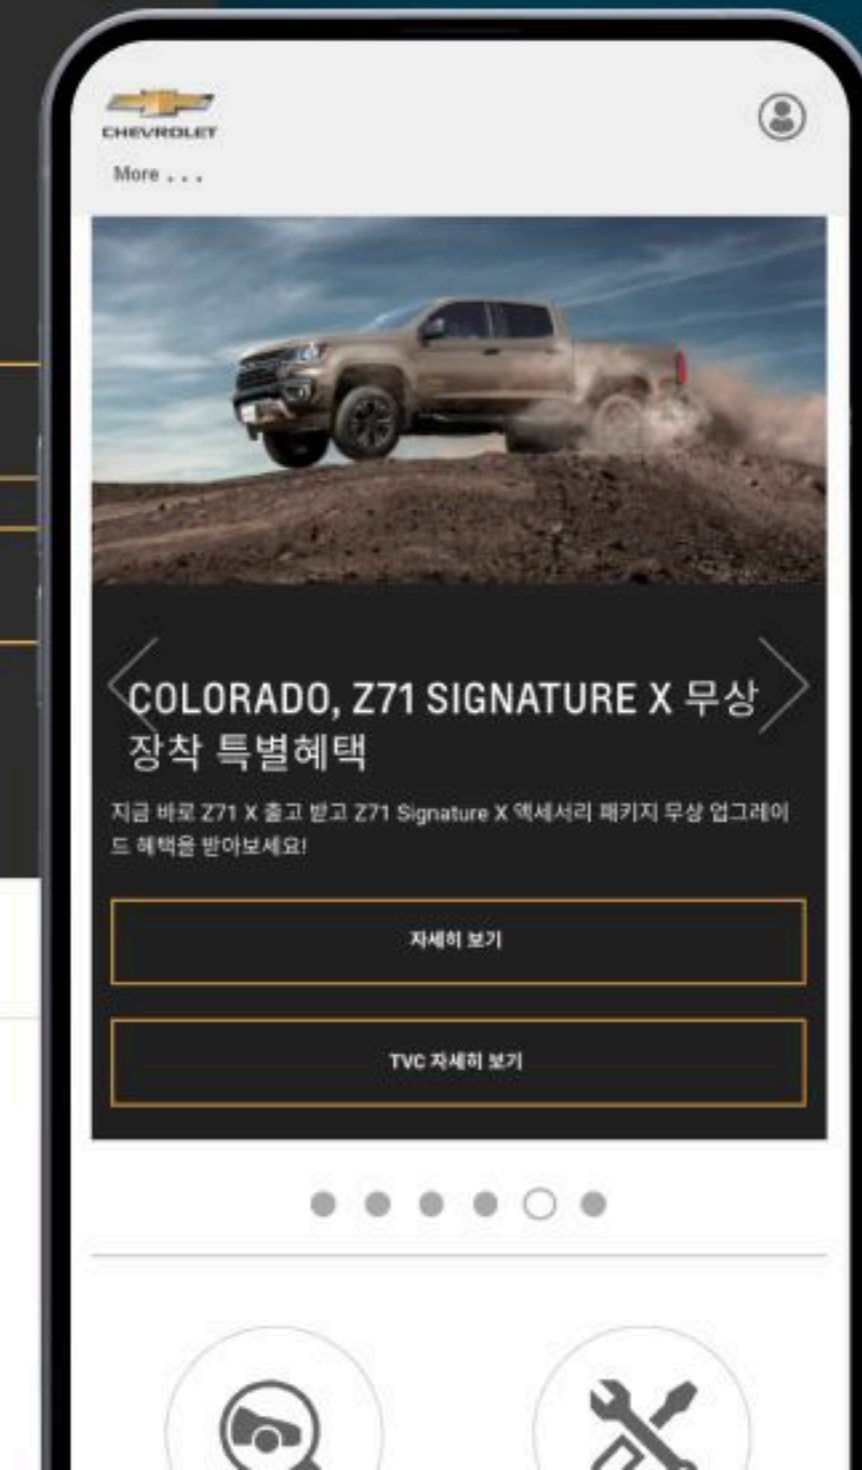 CHEVROLET
More . . .
COLORADO, Z71 SIGNATURE X 무상
장착 특별혜택
지금 바로 Z71 X 출고 받고 Z71 Signature X 액세서리 패키지 무상 업그레이
드 혜택을 받아보세요!
자세히 보기
TVC 자세히 보기